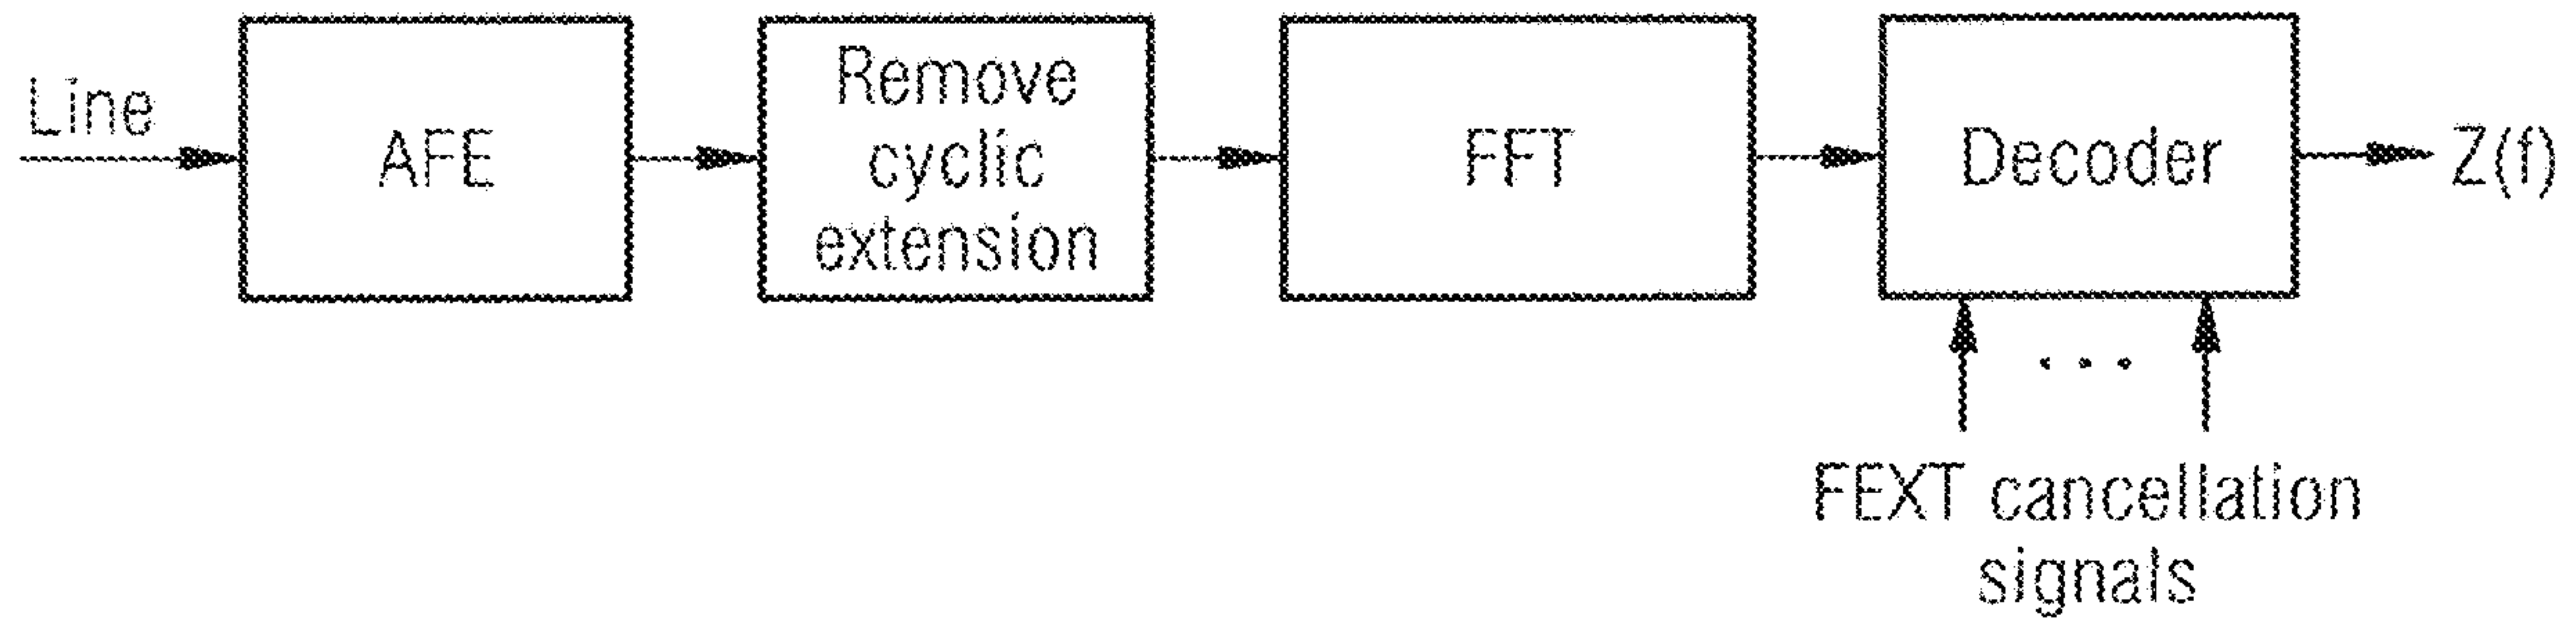 Line
AFE
Remove
cyclic
extension
FFT
Decoder
Z(f)
. . .
FEXT cancellation
signals